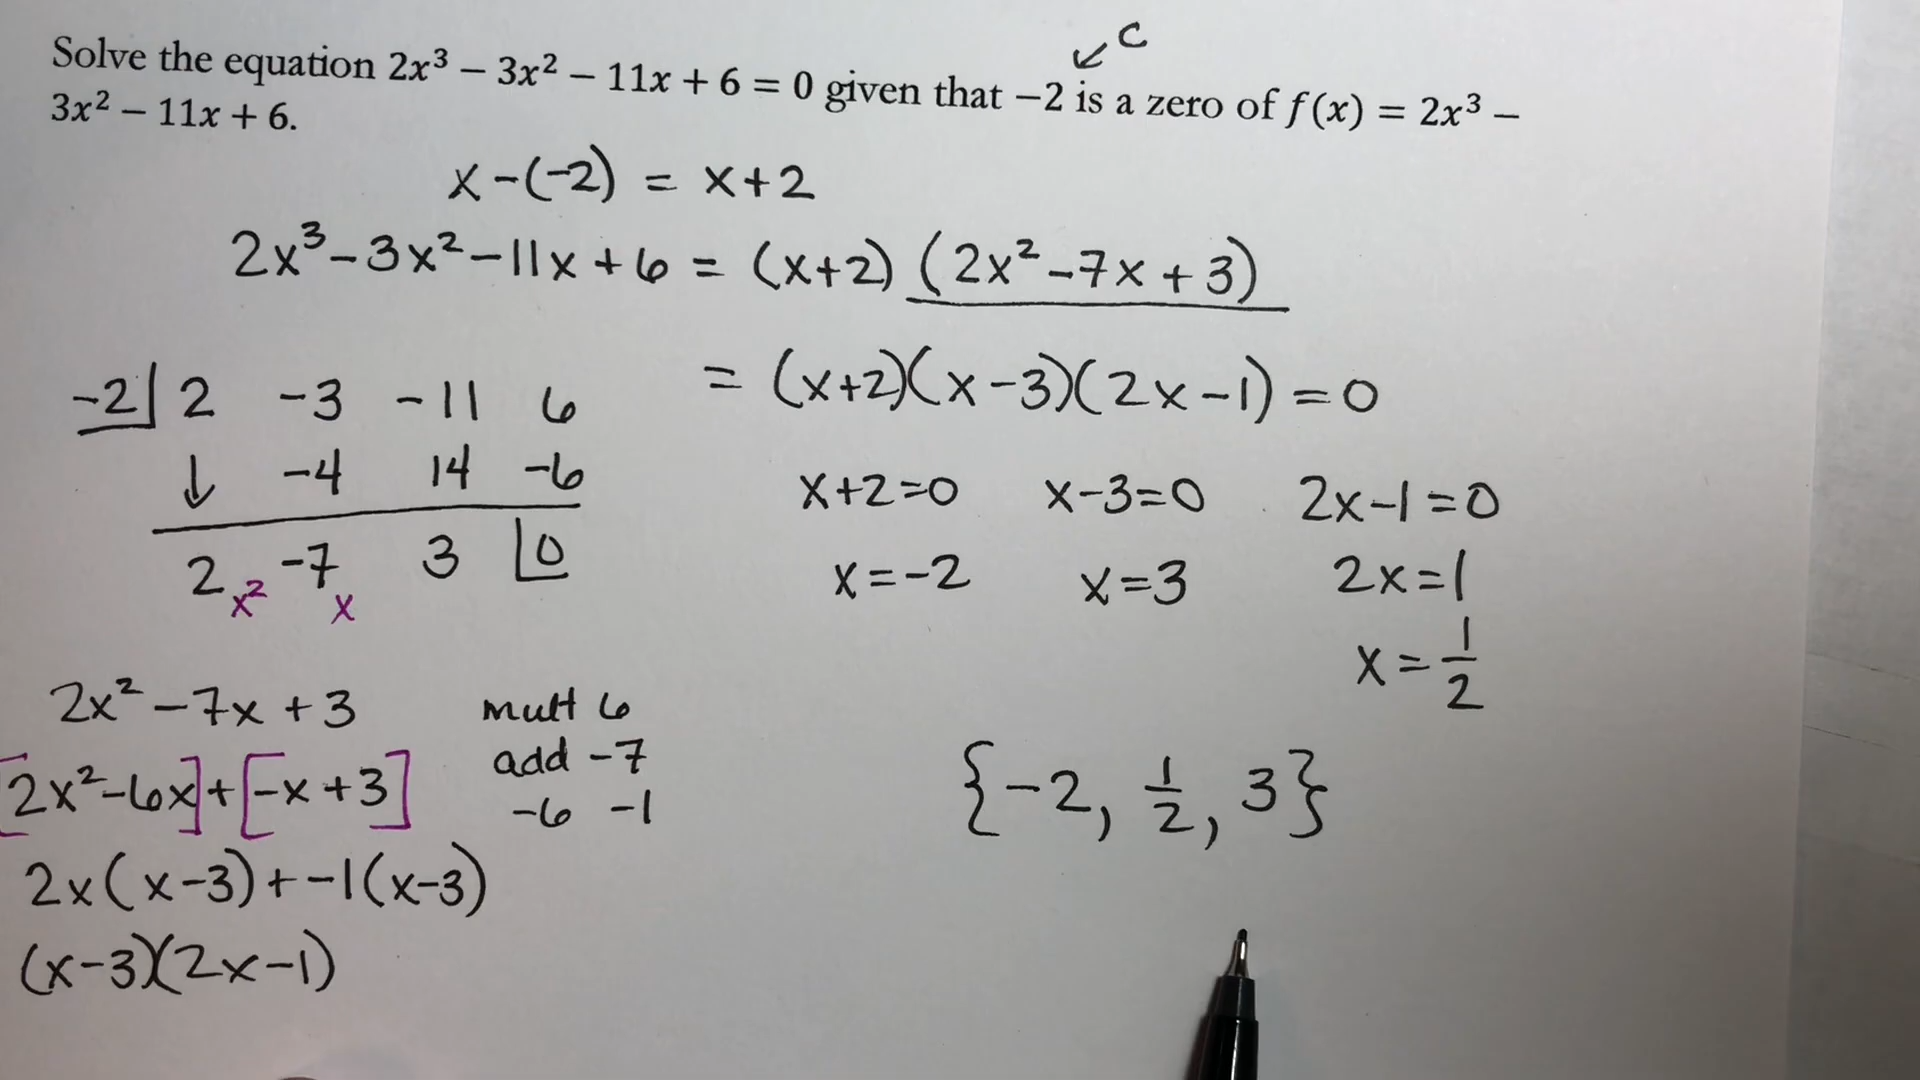 c
Solve the equation 2x³ − 3x² − 11x + 6 = 0 given that −2 is a zero of f(x) = 2x³ −
3x² − 11x + 6.
x-(-2) = x+2
2x³-3x²-11x+6 = (x+2)(2x²-7x+3)
= (x+2)(x-3)(2x-1)=0
-2| 2 -3 -11 6
↓ -4 14 -6
2x² -7x 3 |0
x+2=0 x-3=0 2x-1=0
x=-2 x=3 2x=1
x=1/2
2x²-7x+3 mult 6
[2x²-6x]+[-x+3] add -7
-6 -1
2x(x-3)+-1(x-3)
(x-3)(2x-1)
{-2, 1/2, 3}